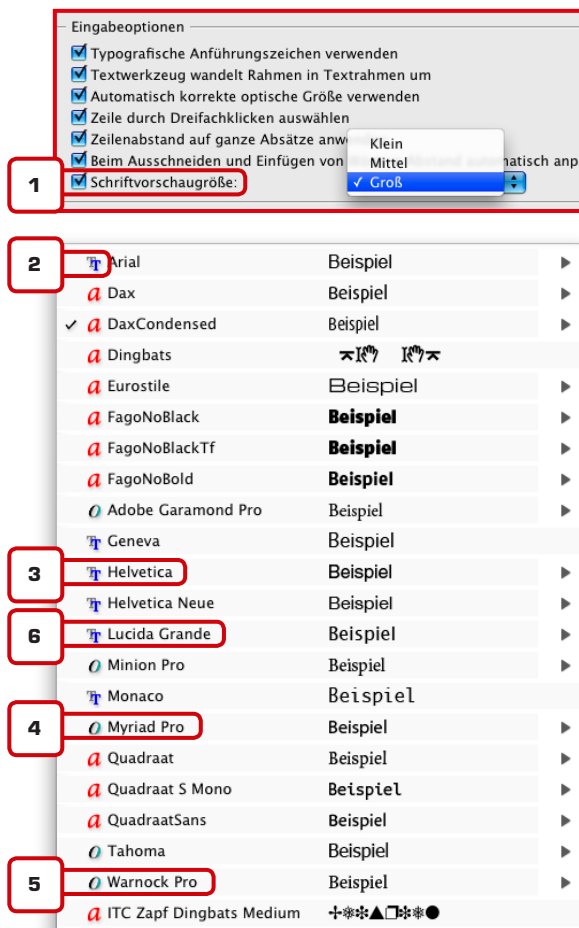 Eingabeoptionen
Typografische Anführungszeichen verwenden
Textwerkzeug wandelt Rahmen in Textrahmen um
Automatisch korrekte optische Größe verwenden
Zeile durch Dreifachklicken auswählen
Zeilenabstand auf ganze Absätze
Klein
Beim Ausschneiden und Einfügen von
Mittel
1 Schriftvorschaugröße: ✓ Groß
2 Arial Beispiel
Dax Beispiel
✓ DaxCondensed Beispiel
Dingbats
Eurostile Beispiel
FagoNoBlack Beispiel
FagoNoBlackTf Beispiel
FagoNoBold Beispiel
Adobe Garamond Pro Beispiel
Geneva Beispiel
3 Helvetica Beispiel
Helvetica Neue Beispiel
6 Lucida Grande Beispiel
Minion Pro Beispiel
Monaco Beispiel
4 Myriad Pro Beispiel
Quadraat Beispiel
Quadraat S Mono Beispiel
QuadraatSans Beispiel
Tahoma Beispiel
5 Warnock Pro Beispiel
ITC Zapf Dingbats Medium